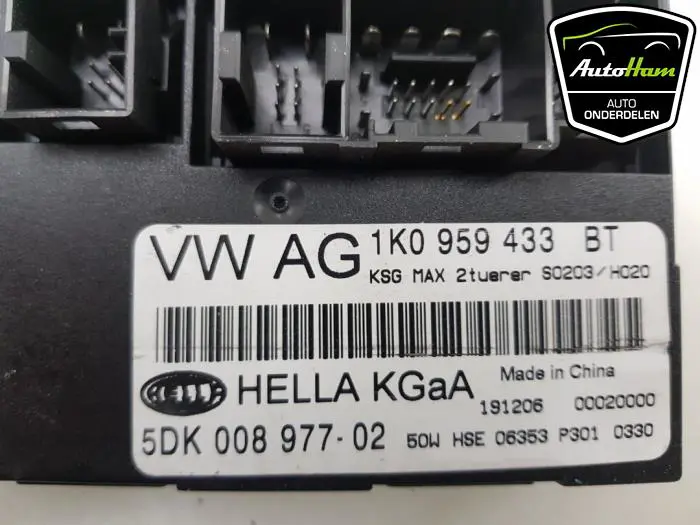 AutoHam
AUTO
ONDERDELEN
VW AG
1K0 959 433 BT
KSG MAX 2tuerer S0203/H020
HELLA
HELLA KGaA
Made in China
191206 00020000
5DK 008 977-02
50W HSE 06353 P301 0330